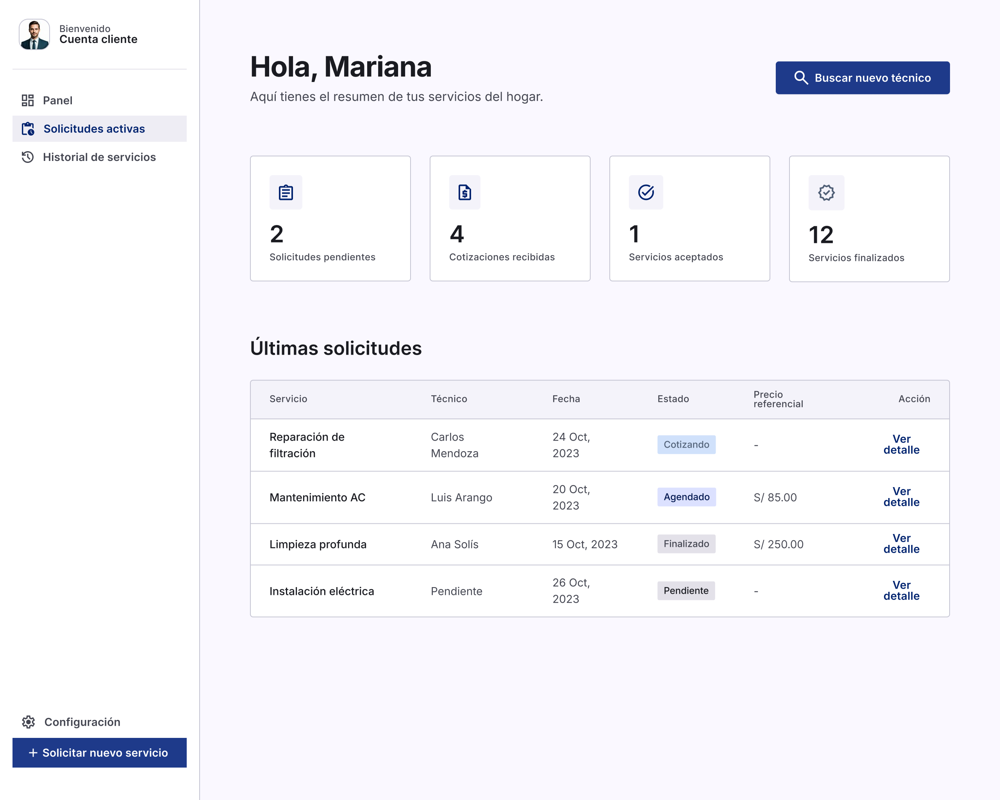 Bienvenido
Cuenta cliente
Panel
Solicitudes activas
Historial de servicios
Configuración
+ Solicitar nuevo servicio
Hola, Mariana
Aquí tienes el resumen de tus servicios del hogar.
Buscar nuevo técnico
2
Solicitudes pendientes
4
Cotizaciones recibidas
1
Servicios aceptados
12
Servicios finalizados
Últimas solicitudes
Servicio
Técnico
Fecha
Estado
Precio
referencial
Acción
Reparación de
filtración
Carlos
Mendoza
24 Oct,
2023
Cotizando
-
Ver
detalle
Mantenimiento AC
Luis Arango
20 Oct,
2023
Agendado
S/ 85.00
Ver
detalle
Limpieza profunda
Ana Solís
15 Oct, 2023
Finalizado
S/ 250.00
Ver
detalle
Instalación eléctrica
Pendiente
26 Oct,
2023
Pendiente
-
Ver
detalle